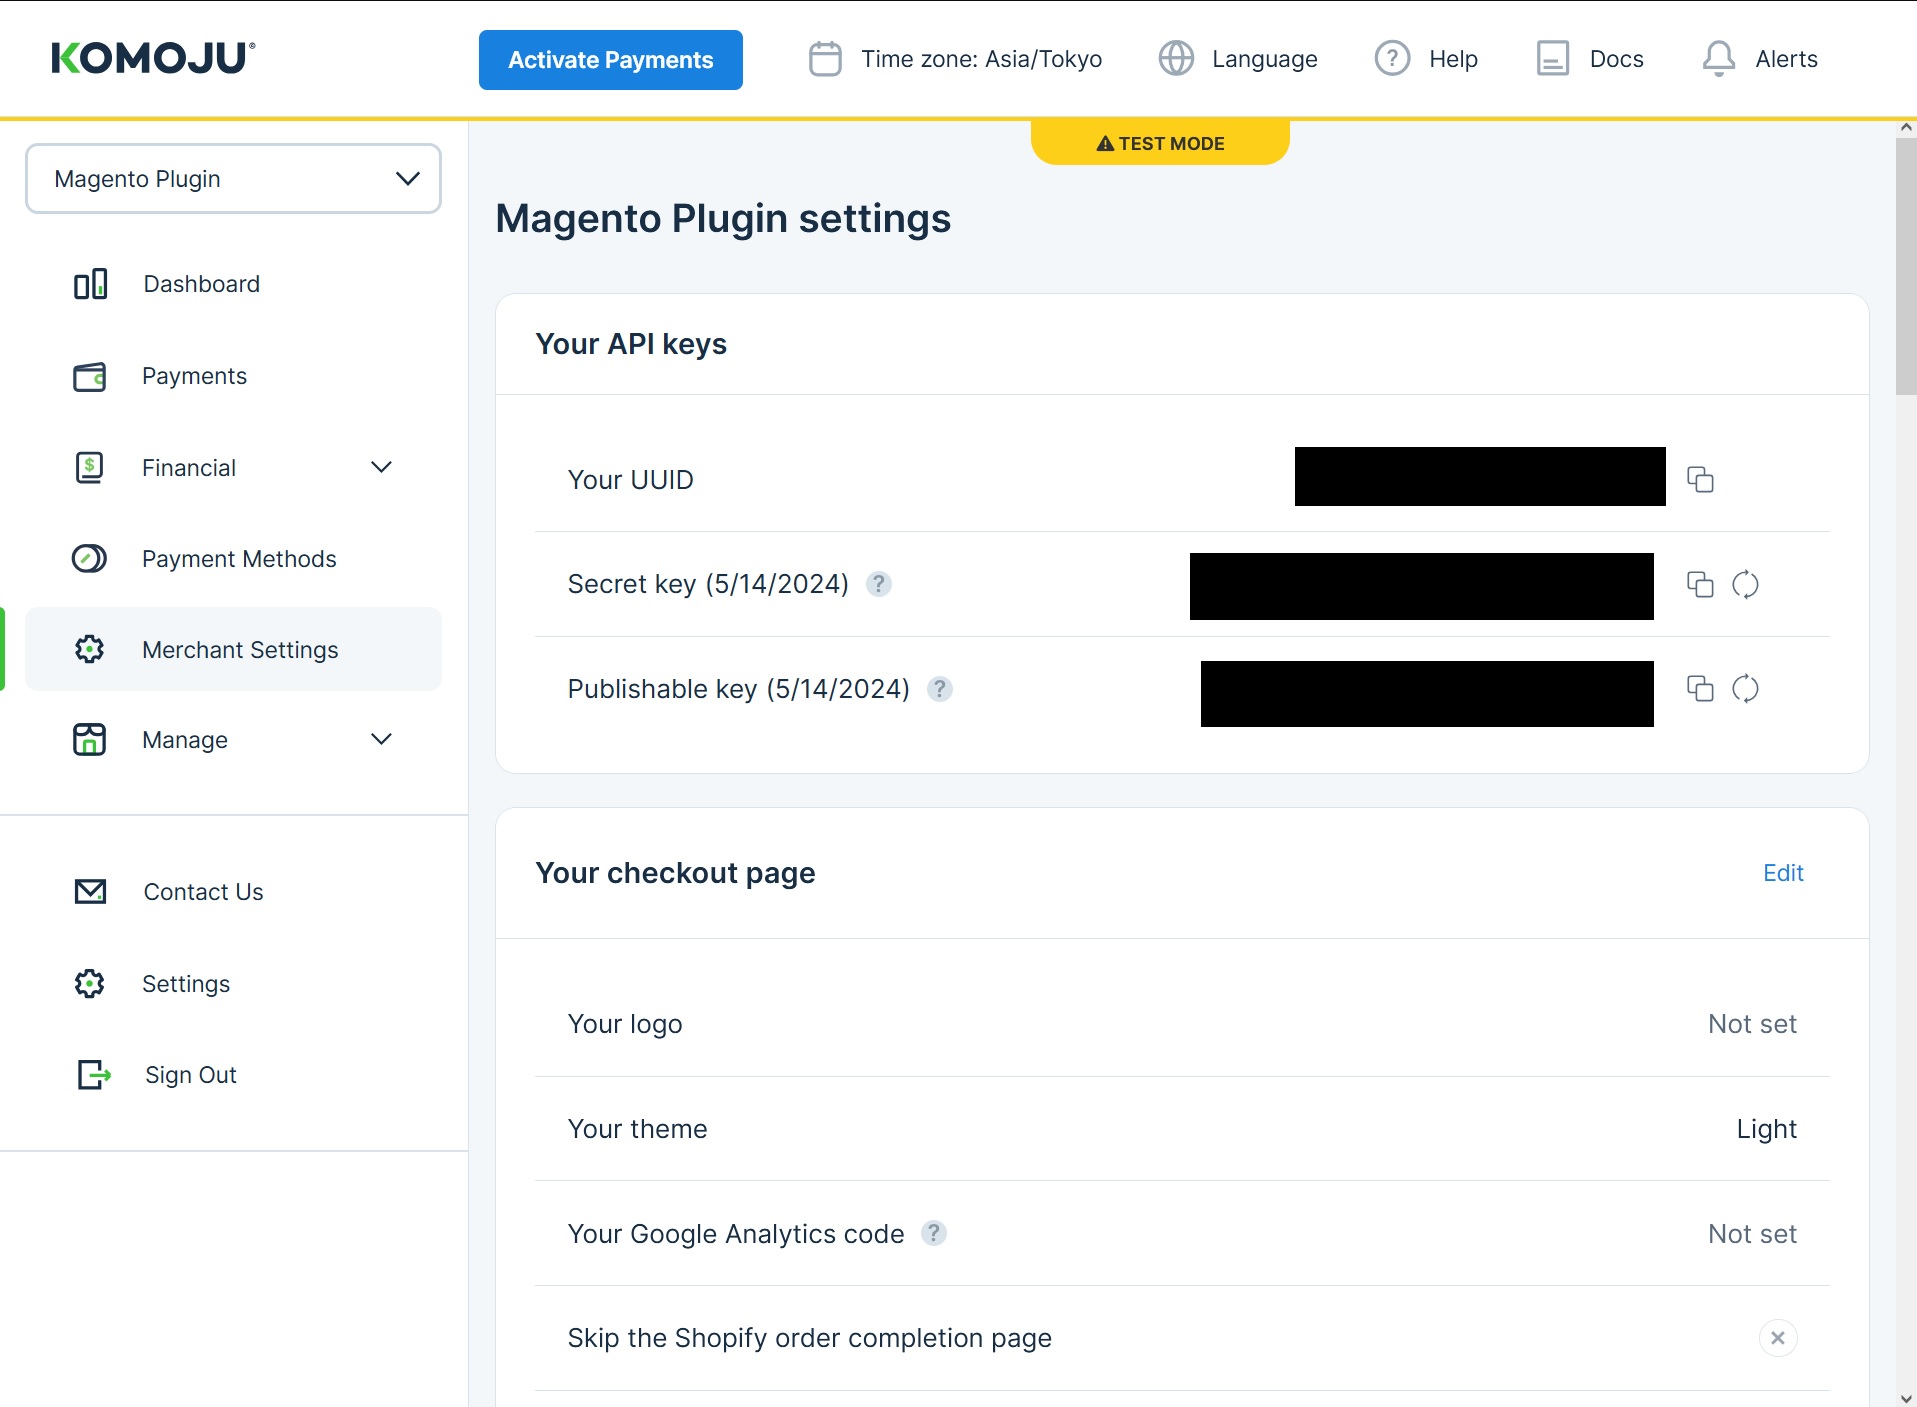 KOMOJU®
Activate Payments
Time zone: Asia/Tokyo
Language
? Help
Docs
Alerts
TEST MODE
Magento Plugin
Dashboard
Payments
$ Financial
Payment Methods
Merchant Settings
Manage
Contact Us
Settings
Sign Out
Magento Plugin settings
Your API keys
Your UUID
Secret key (5/14/2024) ?
Publishable key (5/14/2024) ?
Your checkout page Edit
Your logo Not set
Your theme Light
Your Google Analytics code ? Not set
Skip the Shopify order completion page